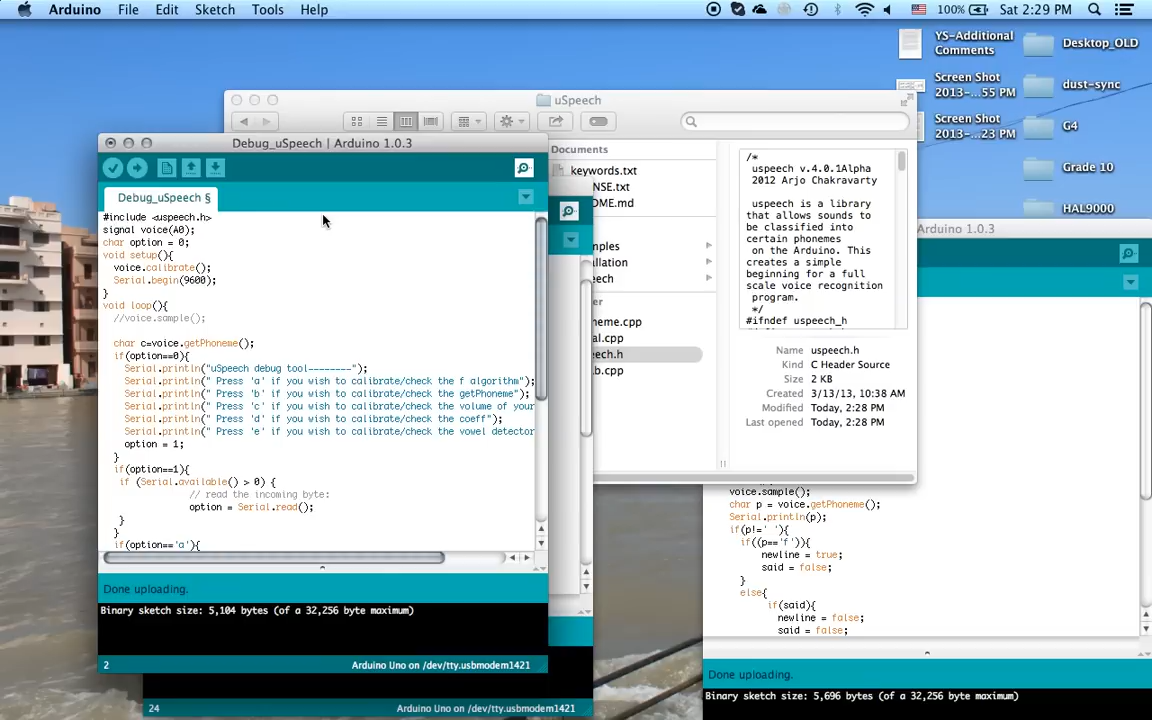 Arduino File Edit Sketch Tools Help
100% Sat 2:29 PM
YS-Additional
Comments
Desktop_OLD
Screen Shot
2013-...55 PM
dust-sync
Screen Shot
2013-...23 PM
G4
Grade 10
HAL9000
uSpeech
Documents
keywords.txt
NSE.txt
ME.md
mples
llation
eech
er
neme.cpp
al.cpp
eech.h
b.cpp
/*
uspeech v.4.0.1Alpha
2012 Arjo Chakravarty
uspeech is a library
that allows sounds to
be classified into
certain phonemes
on the Arduino. This
creates a simple
beginning for a full
scale voice recognition
program.
*/
#ifndef uspeech_h
Name uspeech.h
Kind C Header Source
Size 2 KB
Created 3/13/13, 10:38 AM
Modified Today, 2:28 PM
Last opened Today, 2:28 PM
Debug_uSpeech | Arduino 1.0.3
Debug_uSpeech §
#include <uspeech.h>
signal voice(A0);
char option = 0;
void setup(){
voice.calibrate();
Serial.begin(9600);
}
void loop(){
//voice.sample();
char c=voice.getPhoneme();
if(option==0){
Serial.println("uSpeech debug tool--------");
Serial.println(" Press 'a' if you wish to calibrate/check the f algorithm");
Serial.println(" Press 'b' if you wish to calibrate/check the getPhoneme");
Serial.println(" Press 'c' if you wish to calibrate/check the volume of your
Serial.println(" Press 'd' if you wish to calibrate/check the coeff");
Serial.println(" Press 'e' if you wish to calibrate/check the vowel detector
option = 1;
}
if(option==1){
if (Serial.available() > 0) {
// read the incoming byte:
option = Serial.read();
}
}
if(option=='a'){
Done uploading.
Binary sketch size: 5,104 bytes (of a 32,256 byte maximum)
2 Arduino Uno on /dev/tty.usbmodem1421
24 Arduino Uno on /dev/tty.usbmodem1421
Arduino 1.0.3
voice.sample();
char p = voice.getPhoneme();
Serial.println(p);
if(p!=' '){
if((p=='f')){
newline = true;
said = false;
}
else{
if(said){
newline = false;
said = false;
Done uploading.
Binary sketch size: 5,696 bytes (of a 32,256 byte maximum)